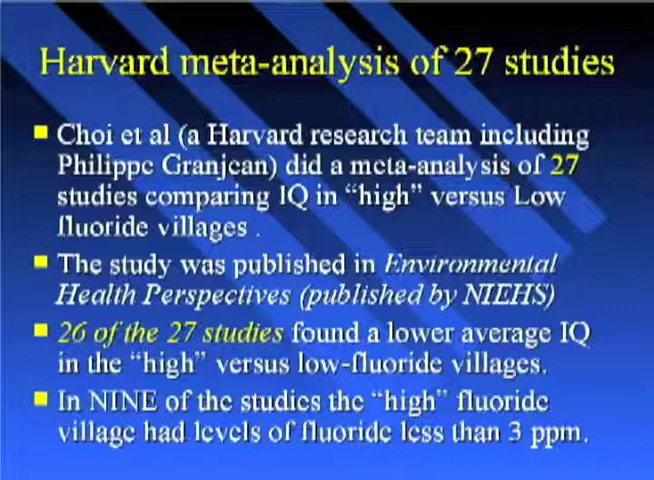 Harvard meta-analysis of 27 studies
Choi et al (a Harvard research team including
Philippe Granjean) did a meta-analysis of 27
studies comparing IQ in “high” versus Low
fluoride villages .
The study was published in Environmental
Health Perspectives (published by NIEHS)
26 of the 27 studies found a lower average IQ
in the “high” versus low-fluoride villages.
In NINE of the studies the “high” fluoride
village had levels of fluoride less than 3 ppm.